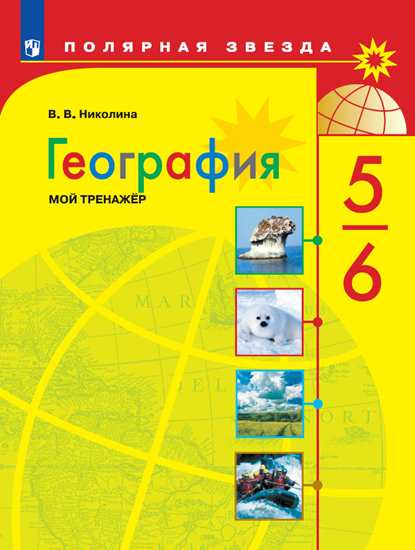 ПОЛЯРНАЯ ЗВЕЗДА
В. В. Николина
География
МОЙ ТРЕНАЖЁР
5
6